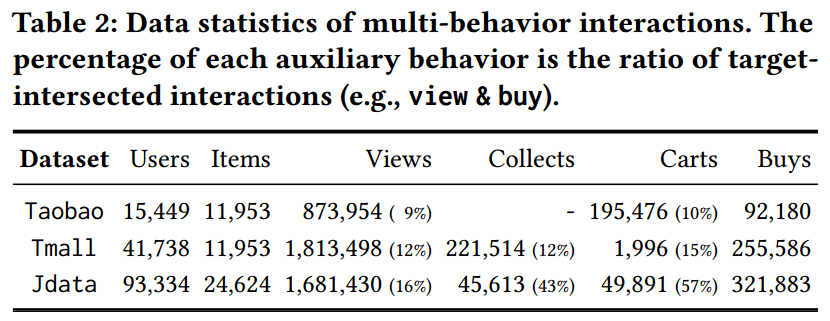 Table 2: Data statistics of multi-behavior interactions. The
percentage of each auxiliary behavior is the ratio of target-
intersected interactions (e.g., view & buy).
Dataset Users Items Views Collects Carts Buys
Taobao 15,449 11,953 873,954 ( 9%) - 195,476 (10%) 92,180
Tmall 41,738 11,953 1,813,498 (12%) 221,514 (12%) 1,996 (15%) 255,586
Jdata 93,334 24,624 1,681,430 (16%) 45,613 (43%) 49,891 (57%) 321,883